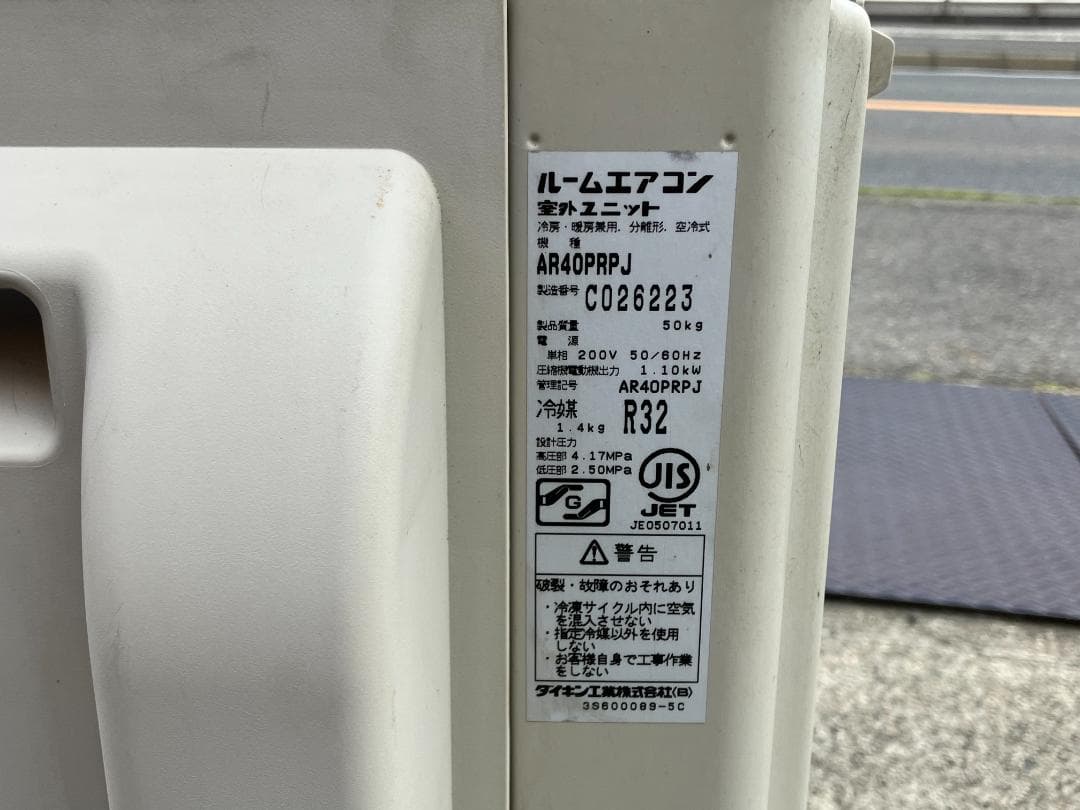 ルームエアコン
室外ユニット
冷房・暖房兼用．分離形．空冷式
機 種
AR40PRPJ
製造番号 C026223
製品質量 50kg
電 源
単相 200V 50/60Hz
圧縮機電動機出力 1.10kW
管理記号 AR40PRPJ
冷媒 R32
1.4kg
設計圧力
高圧部 4.17MPa
低圧部 2.50MPa
JIS
G
JET
JE0507011
警告
破裂・故障のおそれあり
・冷凍サイクル内に空気
を混入させない
・指定冷媒以外を使用
しない
・お客様自身で工事作業
をしない
ダイキン工業株式会社(B)
3S600089-5C